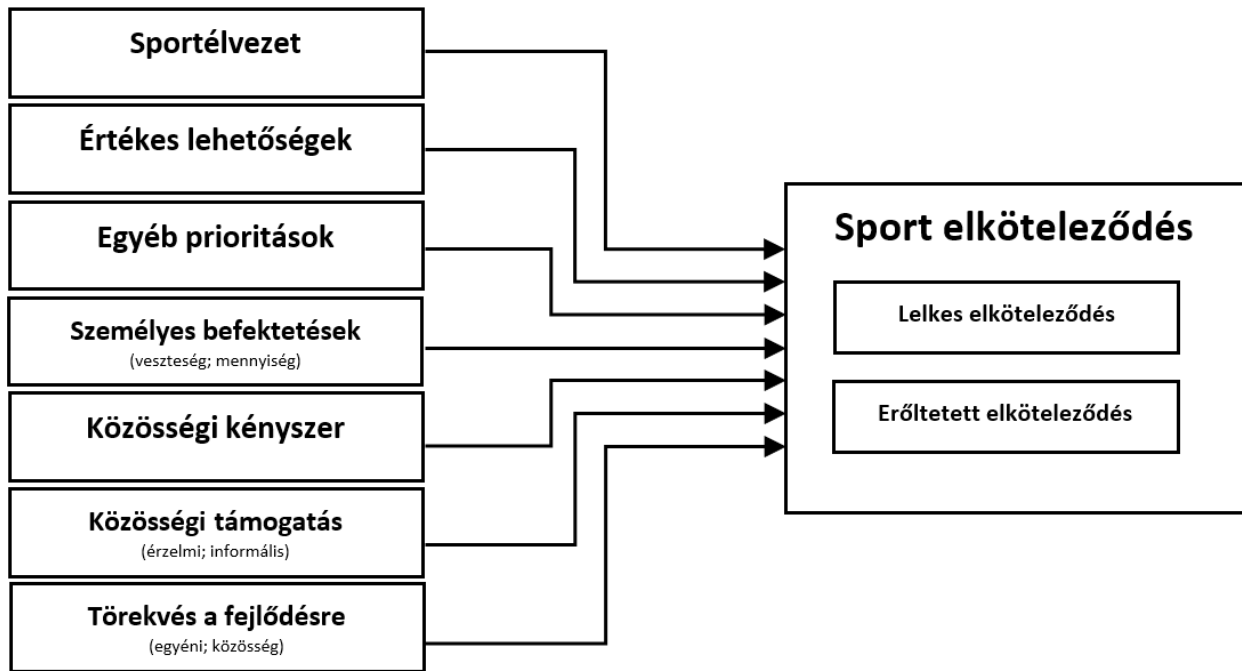 Sportélvezet
Értékes lehetőségek
Egyéb prioritások
Személyes befektetések
(veszteség; mennyiség)
Közösségi kényszer
Közösségi támogatás
(érzelmi; informális)
Törekvés a fejlődésre
(egyéni; közösség)
Sport elköteleződés
Lelkes elköteleződés
Erőltetett elköteleződés